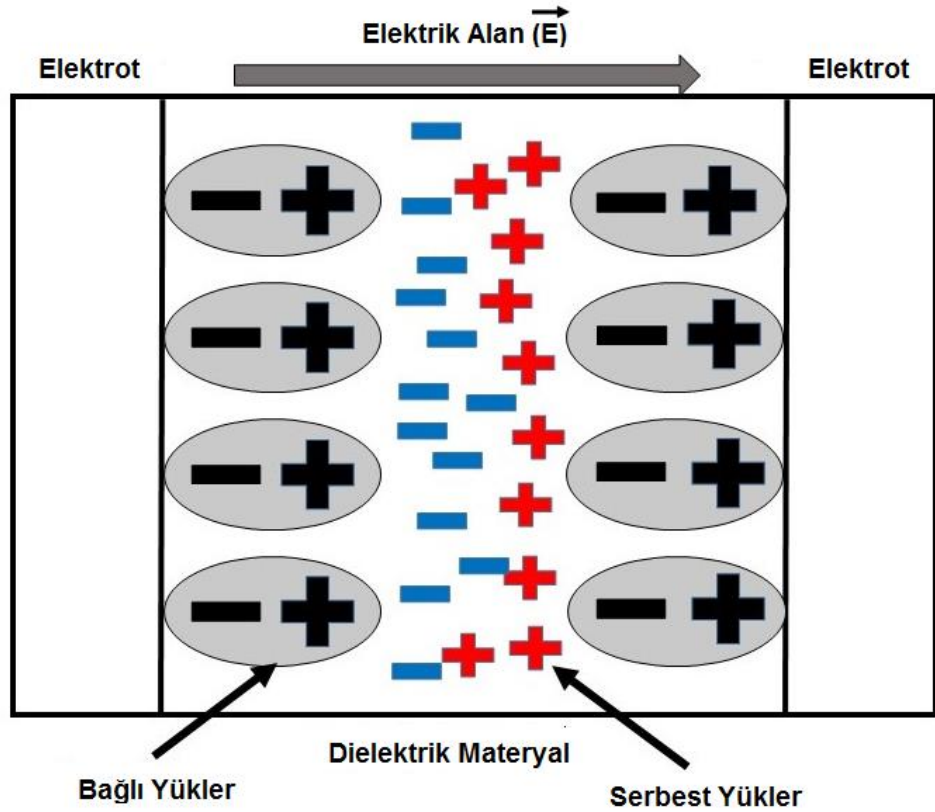 Elektrik Alan (E)
Elektrot
Elektrot
Dielektrik Materyal
Bağlı Yükler
Serbest Yükler